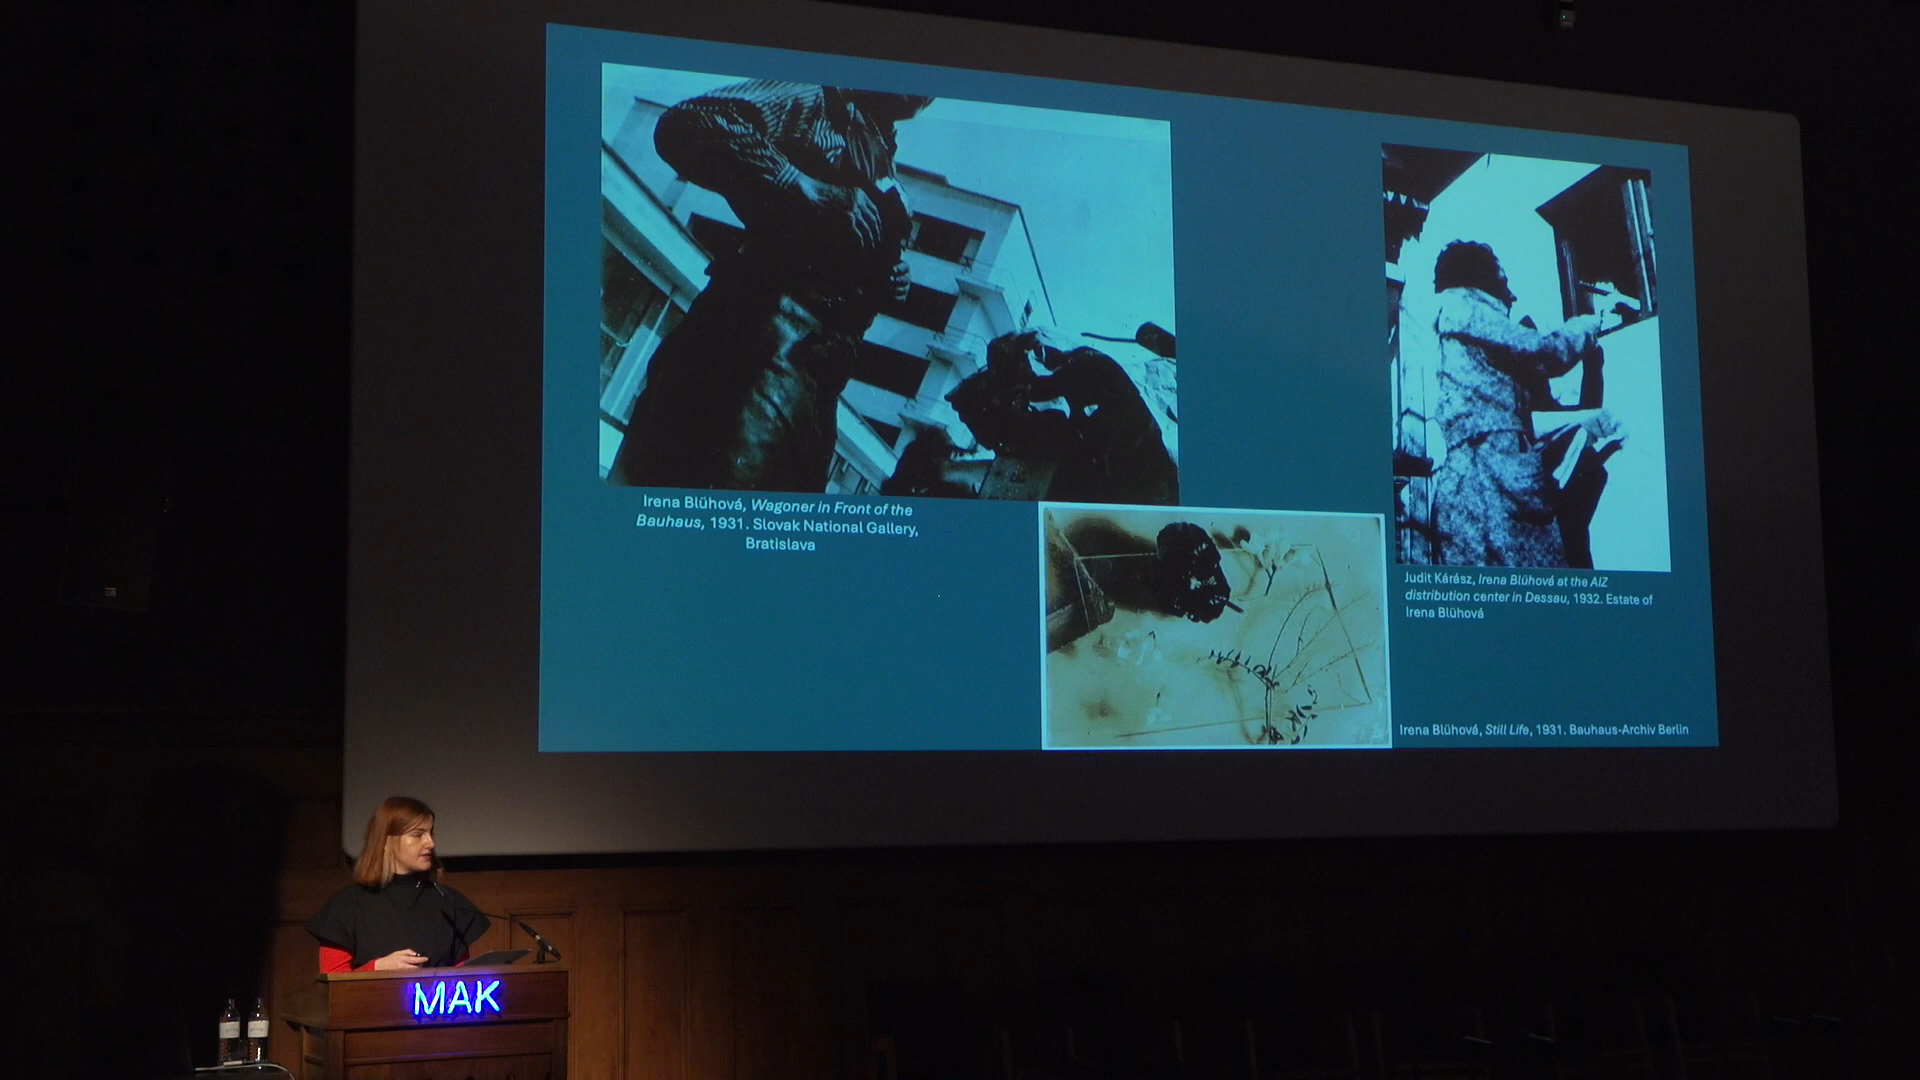 Irena Blühová, Wagoner in Front of the
Bauhaus, 1931. Slovak National Gallery,
Bratislava
Judit Kárász, Irena Blühová at the AIZ
distribution center in Dessau, 1932. Estate of
Irena Blühová
Irena Blühová, Still Life, 1931. Bauhaus-Archiv Berlin
MAK